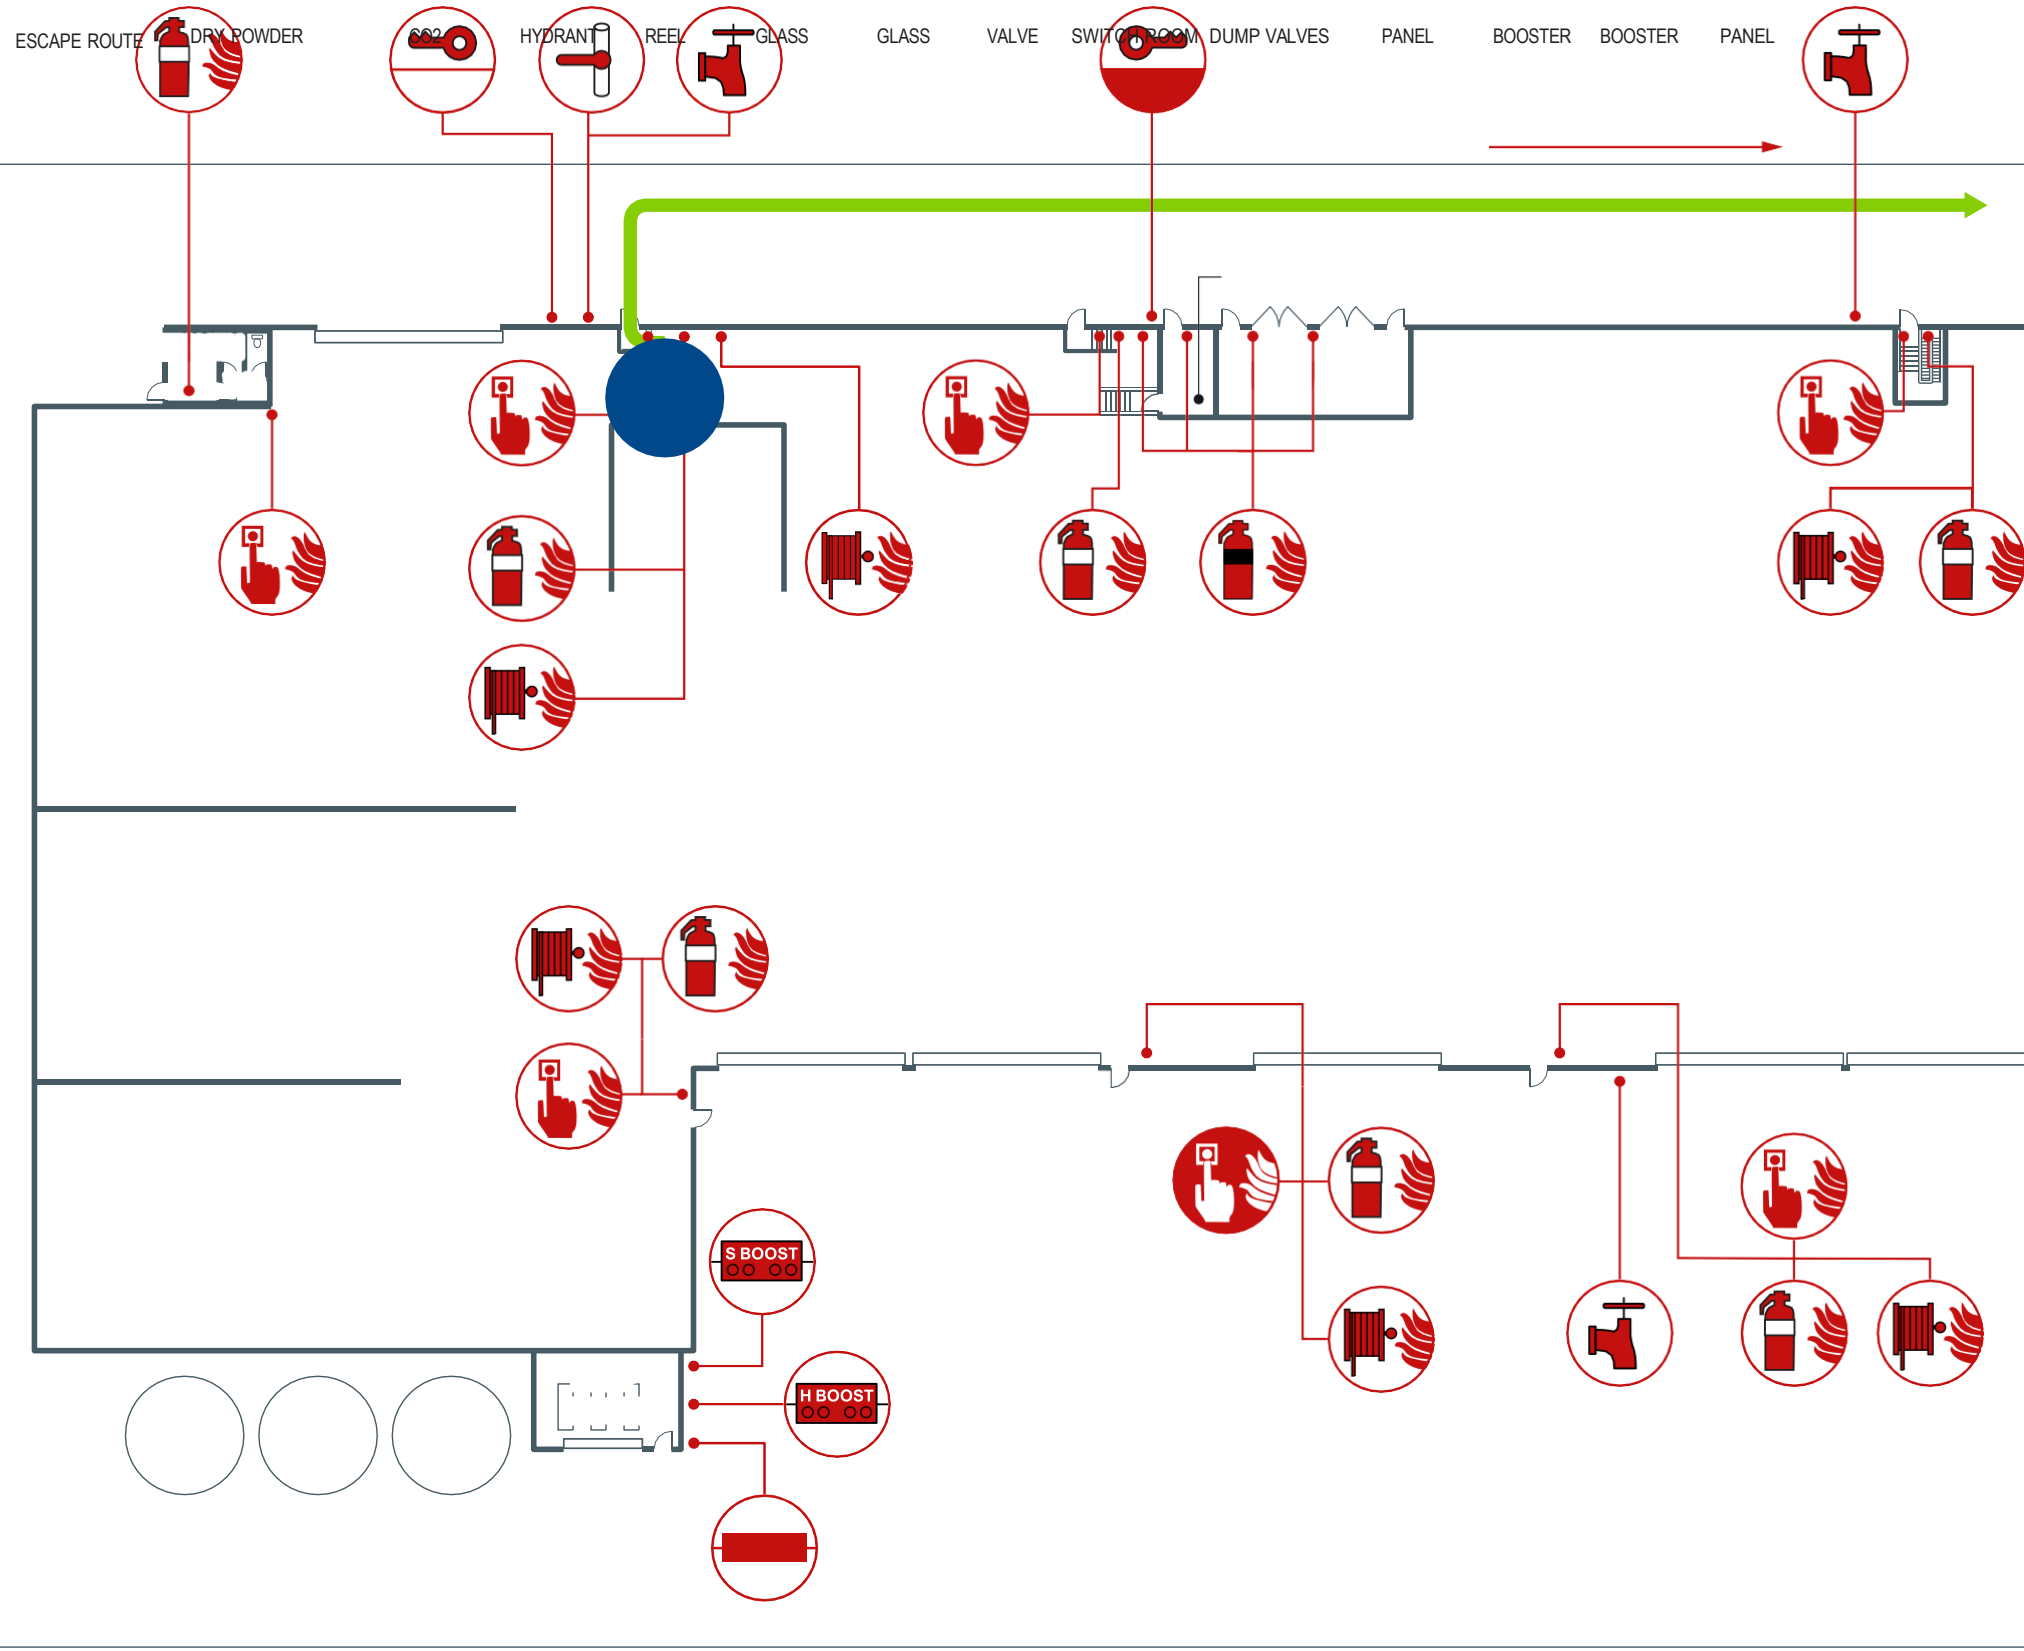 ESCAPE ROUTE DRY POWDER CO2 HYDRANT REEL GLASS GLASS VALVE SWITCH ROOM DUMP VALVES PANEL BOOSTER BOOSTER PANEL
S BOOST
H BOOST